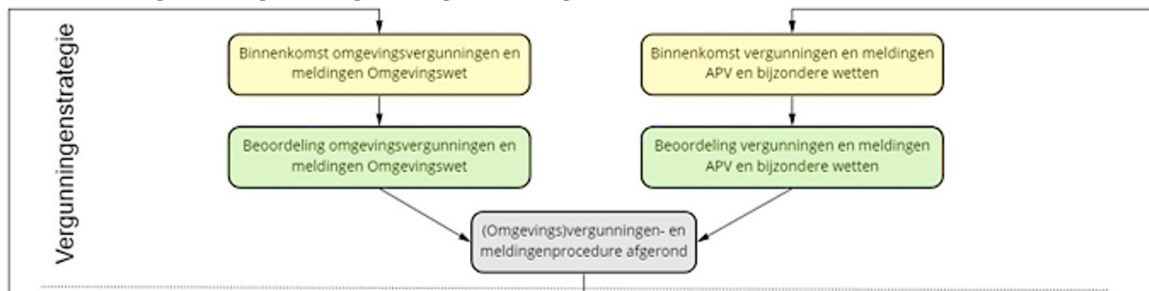 Vergunningenstrategie
Binnenkomst omgevingsvergunningen en
meldingen Omgevingswet
Binnenkomst vergunningen en meldingen
APV en bijzondere wetten
Beoordeling omgevingsvergunningen en
meldingen Omgevingswet
Beoordeling vergunningen en meldingen
APV en bijzondere wetten
(Omgevings)vergunningen- en
meldingenprocedure afgerond